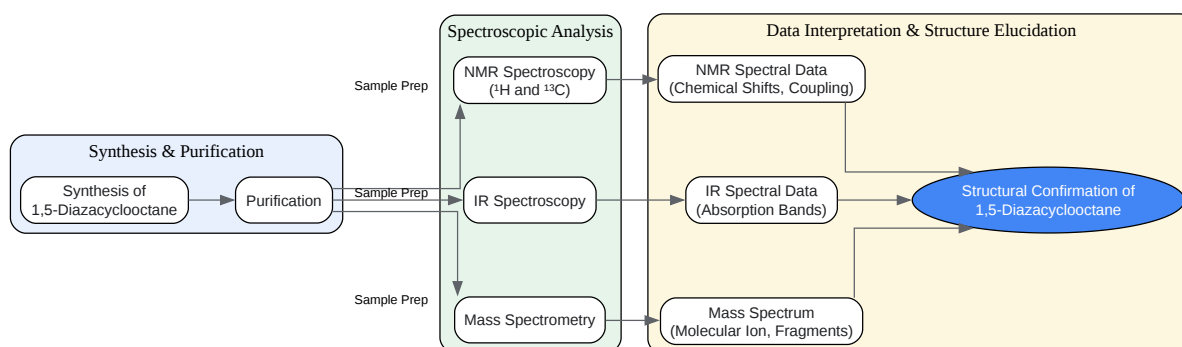 Synthesis & Purification
Synthesis of
1,5-Diazacyclooctane
Purification
Sample Prep
Sample Prep
Sample Prep
Spectroscopic Analysis
NMR Spectroscopy
(¹H and ¹³C)
IR Spectroscopy
Mass Spectrometry
Data Interpretation & Structure Elucidation
NMR Spectral Data
(Chemical Shifts, Coupling)
IR Spectral Data
(Absorption Bands)
Mass Spectrum
(Molecular Ion, Fragments)
Structural Confirmation of
1,5-Diazacyclooctane